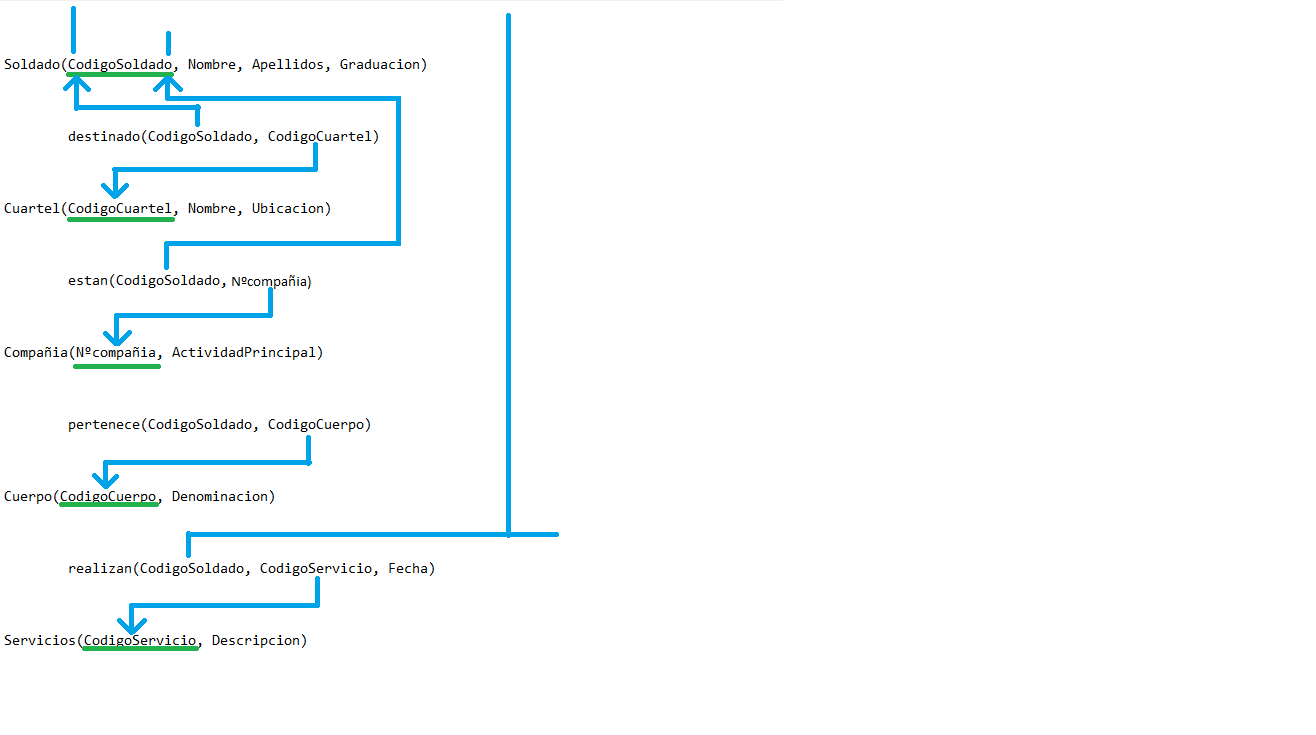 Soldado(CodigoSoldado, Nombre, Apellidos, Graduacion)
destinado(CodigoSoldado, CodigoCuartel)
Cuartel(CodigoCuartel, Nombre, Ubicacion)
estan(CodigoSoldado, Nºcompañia)
Compañia(Nºcompañia, ActividadPrincipal)
pertenece(CodigoSoldado, CodigoCuerpo)
Cuerpo(CodigoCuerpo, Denominacion)
realizan(CodigoSoldado, CodigoServicio, Fecha)
Servicios(CodigoServicio, Descripcion)